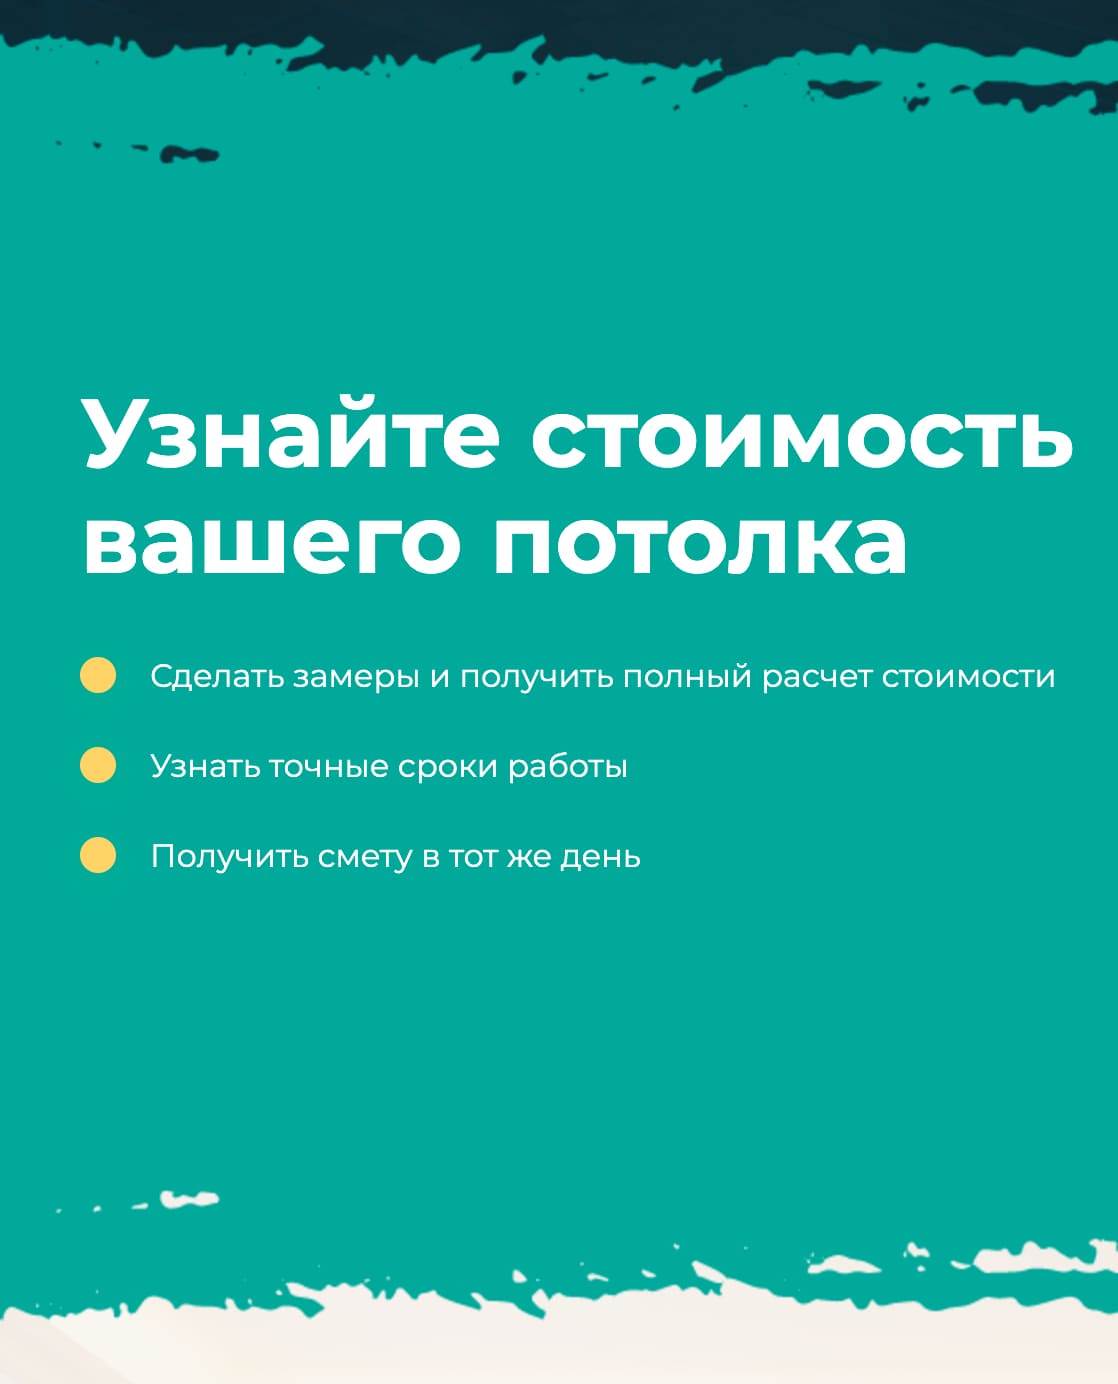 Узнайте стоимость
вашего потолка
Сделать замеры и получить полный расчет стоимости
Узнать точные сроки работы
Получить смету в тот же день